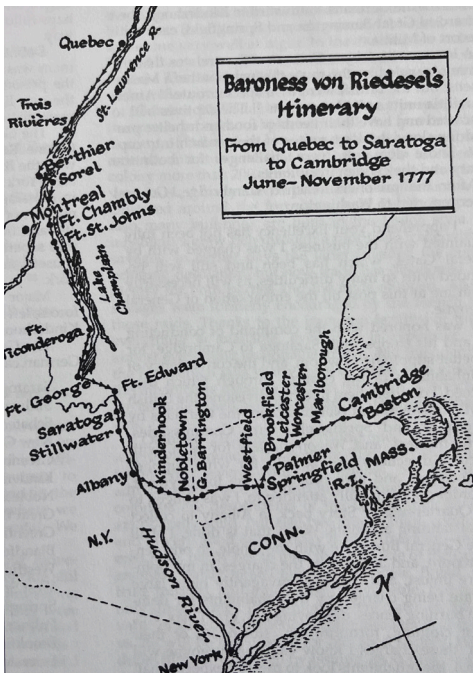 Baroness von Riedesel's
Itinerary
From Quebec to Saratoga
to Cambridge
June-November 1777
Quebec
St. Lawrence R.
Trois
Rivières
Berthier
Sorel
Montreal
Ft. Chambly
Ft. St. Johns
Lake
Champlain
Ft.
Ticonderoga
Ft. George
Ft. Edward
Saratoga
Stillwater
Albany
Kinderhook
Nobletown
G. Barrington
Westfield
Brookfield
Leicester
Worcester
Marlborough
Cambridge
Boston
Palmer
Springfield
MASS.
R.I.
CONN.
N.Y.
Hudson River
New York
N